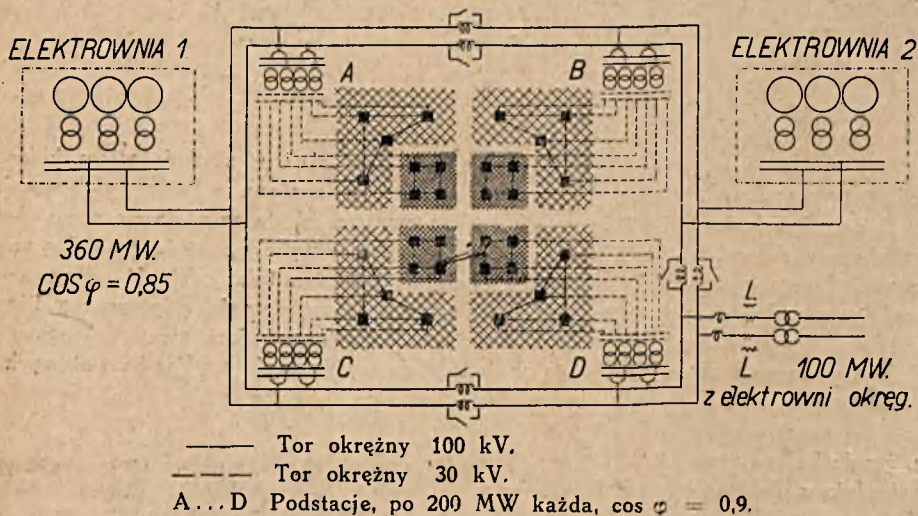 ELEKTROWNIA 1
ELEKTROWNIA 2
A
B
360 MW.
COS φ = 0,85
C
D
L
L
100 MW.
z elektrowni okręg.
Tor okrężny 100 kV.
Tor okrężny 30 kV.
A...D Podstacje, po 200 MW każda, cos φ = 0,9.